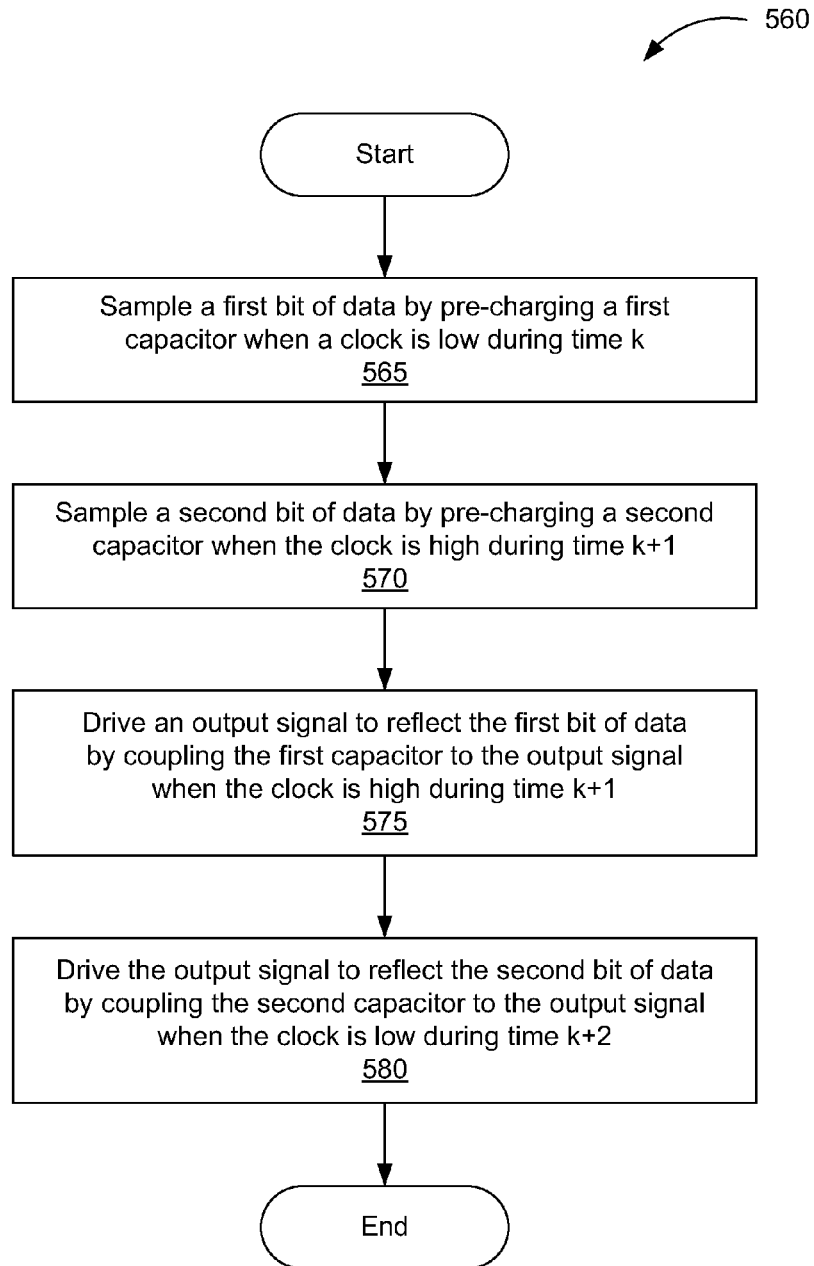 560
Start
Sample a first bit of data by pre-charging a first
capacitor when a clock is low during time k
565
Sample a second bit of data by pre-charging a second
capacitor when the clock is high during time k+1
570
Drive an output signal to reflect the first bit of data
by coupling the first capacitor to the output signal
when the clock is high during time k+1
575
Drive the output signal to reflect the second bit of data
by coupling the second capacitor to the output signal
when the clock is low during time k+2
580
End